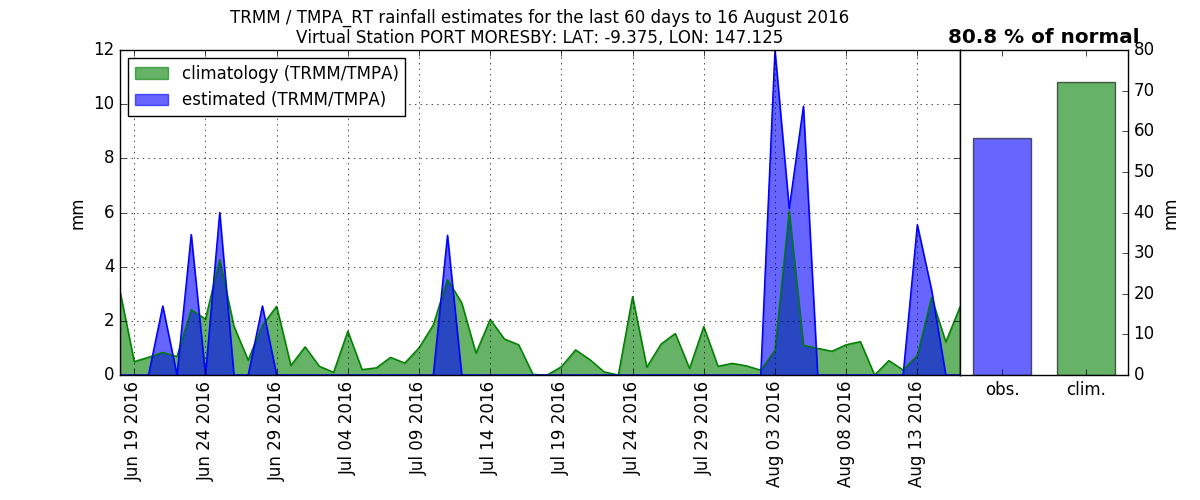 TRMM / TMPA_RT rainfall estimates for the last 60 days to 16 August 2016
Virtual Station PORT MORESBY: LAT: -9.375, LON: 147.125
80.8 % of normal
climatology (TRMM/TMPA)
estimated (TRMM/TMPA)
12
10
8
6
4
2
0
mm
Jun 19 2016
Jun 24 2016
Jun 29 2016
Jul 04 2016
Jul 09 2016
Jul 14 2016
Jul 19 2016
Jul 24 2016
Jul 29 2016
Aug 03 2016
Aug 08 2016
Aug 13 2016
obs.
clim.
80
70
60
50
40
30
20
10
0
mm